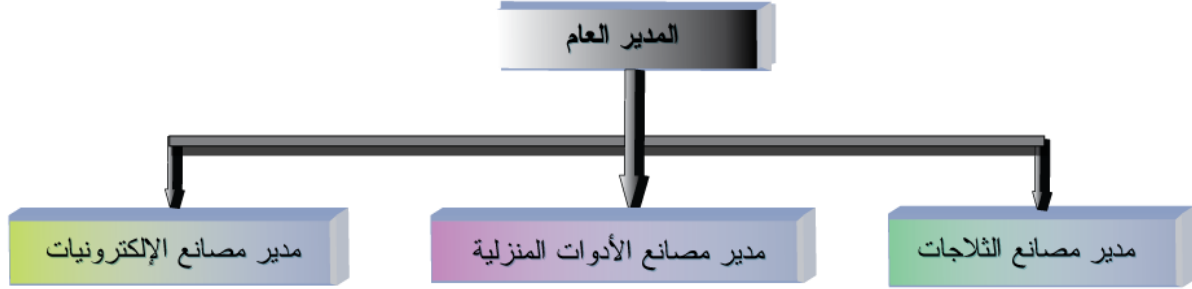 المدير العام
مدير مصانع الثلاجات
مدير مصانع الأدوات المنزلية
مدير مصانع الإلكترونيات